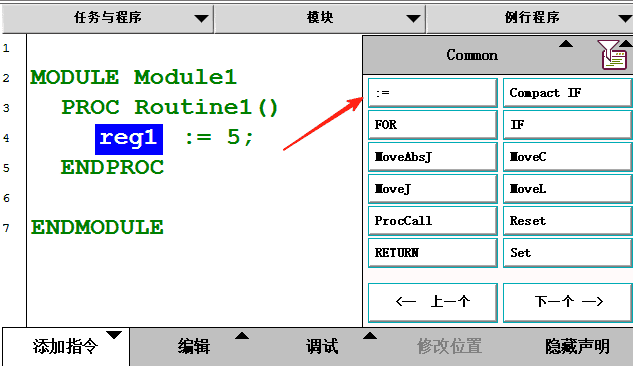 任务与程序 模块 例行程序
1
2 MODULE Module1
3 PROC Routine1()
4 reg1 := 5;
5 ENDPROC
6
7 ENDMODULE
Common
:= Compact IF
FOR IF
MoveAbsJ MoveC
MoveJ MoveL
ProcCall Reset
RETURN Set
<— 上一个 下一个 —>
添加指令 编辑 调试 修改位置 隐藏声明